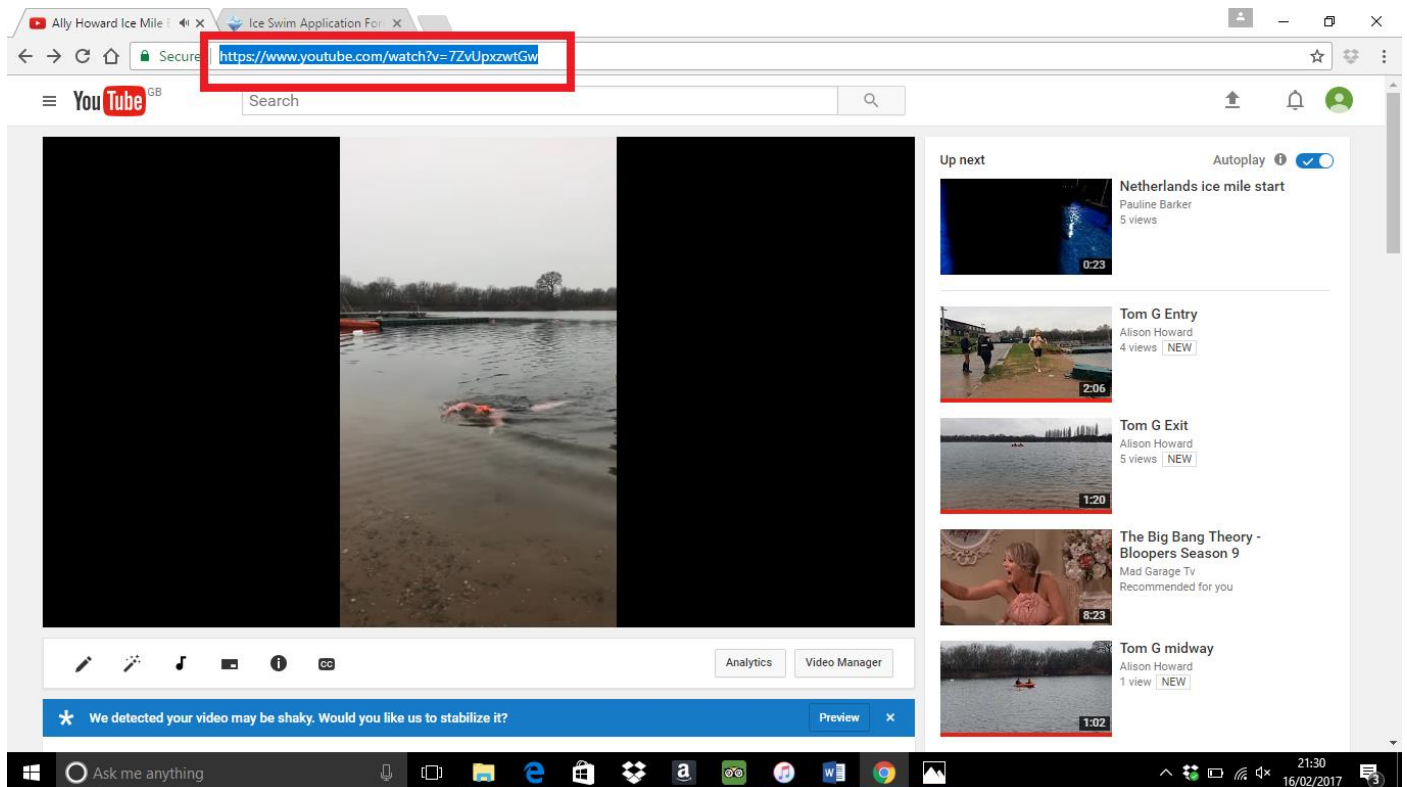 Ally Howard Ice Mile
Ice Swim Application For
Secure
https://www.youtube.com/watch?v=7ZvUpxzwtGw
YouTube GB
Search
Up next
Autoplay
Netherlands ice mile start
Pauline Barker
5 views
0:23
Tom G Entry
Alison Howard
4 views NEW
2:06
Tom G Exit
Alison Howard
5 views NEW
1:20
The Big Bang Theory -
Bloopers Season 9
Mad Garage Tv
Recommended for you
8:23
Tom G midway
Alison Howard
1 view NEW
1:02
CC
Analytics
Video Manager
We detected your video may be shaky. Would you like us to stabilize it?
Preview
Ask me anything
21:30
16/02/2017
3